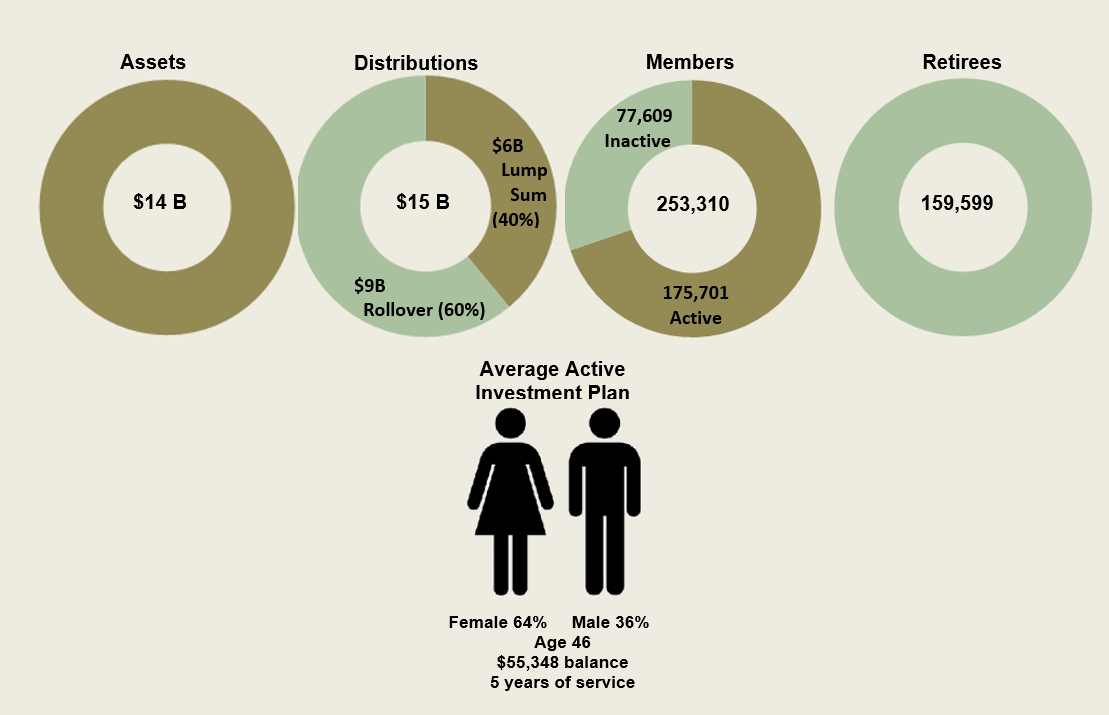 Assets
$14 B
Distributions
$6B
Lump
Sum
(40%)
$15 B
$9B
Rollover (60%)
Members
77,609
Inactive
253,310
175,701
Active
Retirees
159,599
Average Active
Investment Plan
Female 64%
Male 36%
Age 46
$55,348 balance
5 years of service